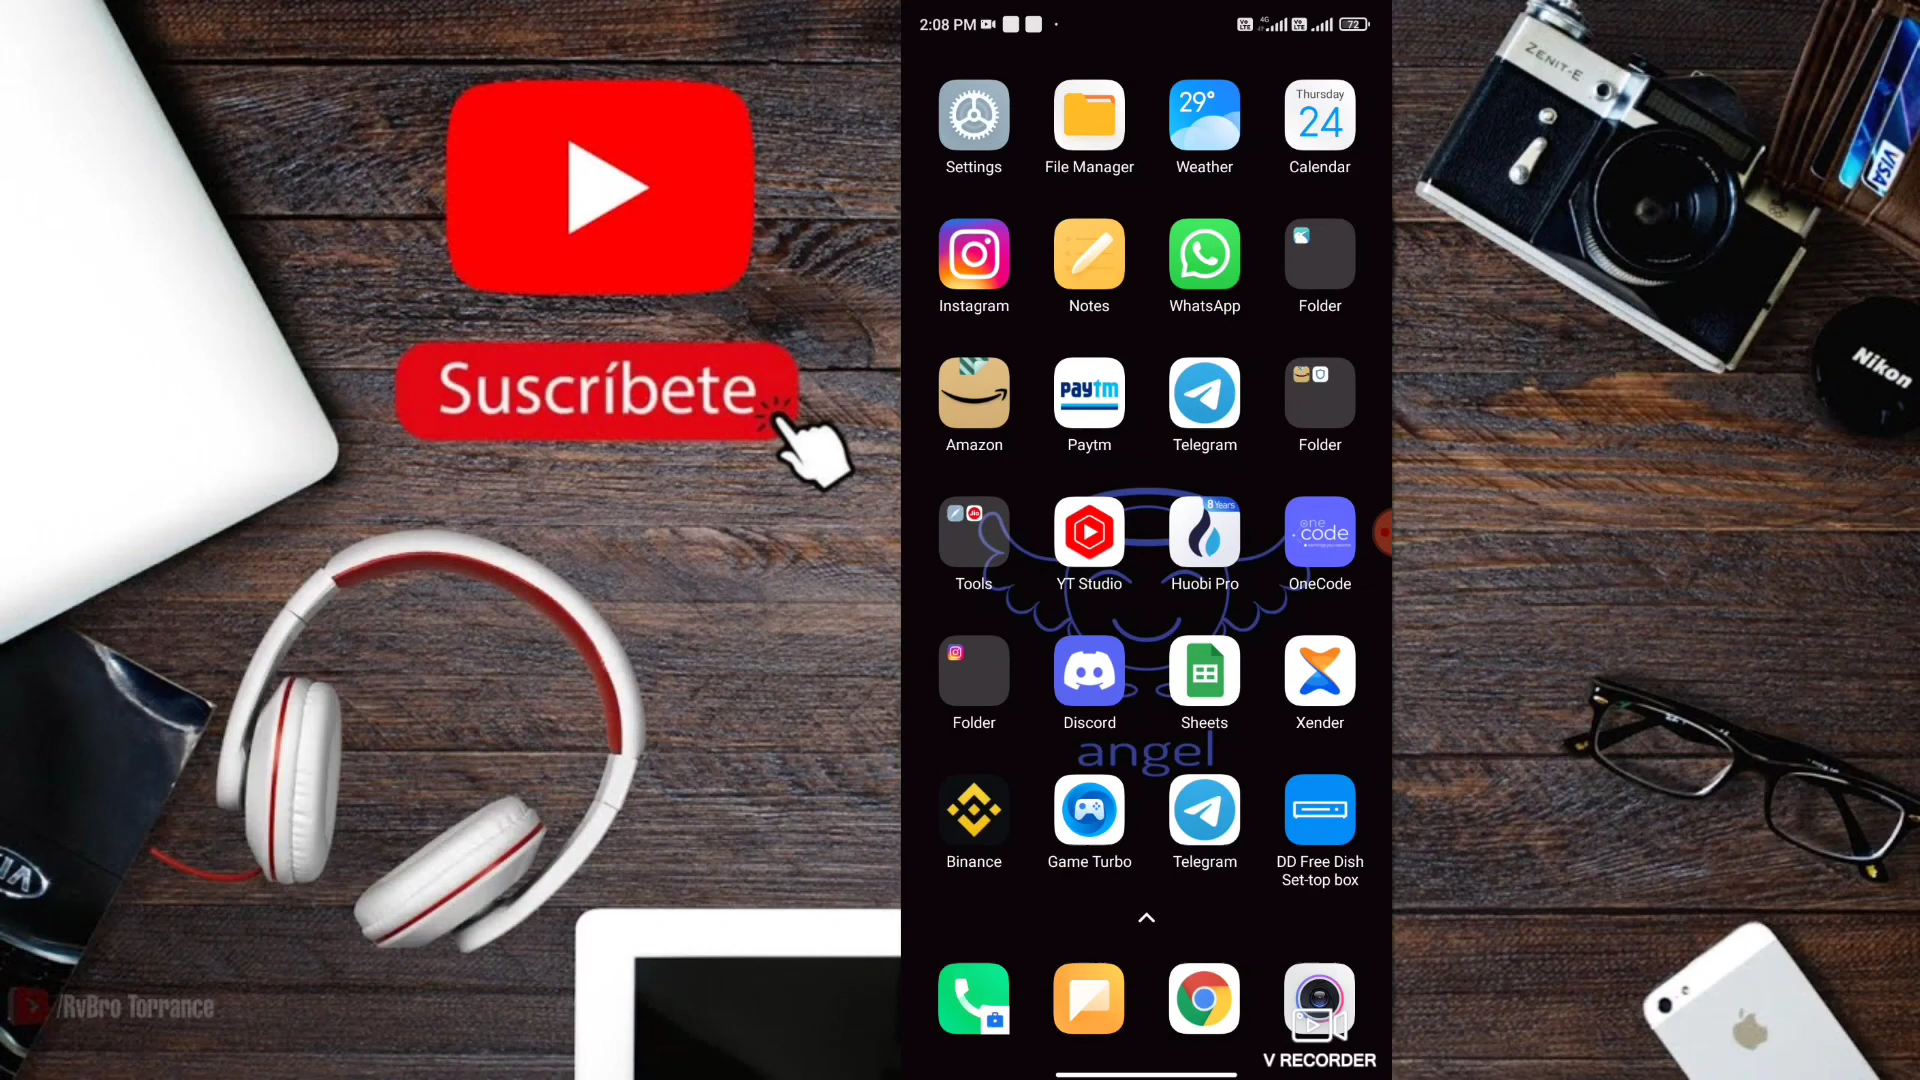 Suscríbete
/RvBro Torrance
ZENIT-E
VISA
Nikon
2:08 PM
4G
72
29°
Thursday
24
Settings
File Manager
Weather
Calendar
Instagram
Notes
WhatsApp
Folder
paytm
Amazon
Paytm
Telegram
Folder
Jio
8 Years
one
code
Tools
YT Studio
Huobi Pro
OneCode
Folder
Discord
Sheets
Xender
angel
Binance
Game Turbo
Telegram
DD Free Dish
Set-top box
V RECORDER